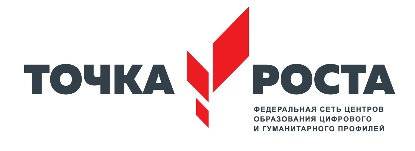 ТОЧКА РОСТА
ФЕДЕРАЛЬНАЯ СЕТЬ ЦЕНТРОВ
ОБРАЗОВАНИЯ ЦИФРОВОГО
И ГУМАНИТАРНОГО ПРОФИЛЕЙ